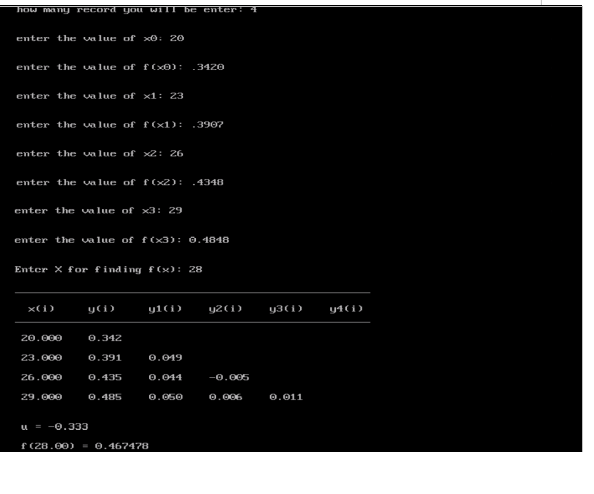 how many record you will be enter: 4
enter the value of x0: 20
enter the value of f(x0): .3420
enter the value of x1: 23
enter the value of f(x1): .3907
enter the value of x2: 26
enter the value of f(x2): .4348
enter the value of x3: 29
enter the value of f(x3): 0.4848
Enter X for finding f(x): 28
x(i) y(i) y1(i) y2(i) y3(i) y4(i)
20.000 0.342
23.000 0.391 0.049
26.000 0.435 0.044 -0.005
29.000 0.485 0.050 0.006 0.011
u = -0.333
f(28.00) = 0.467478